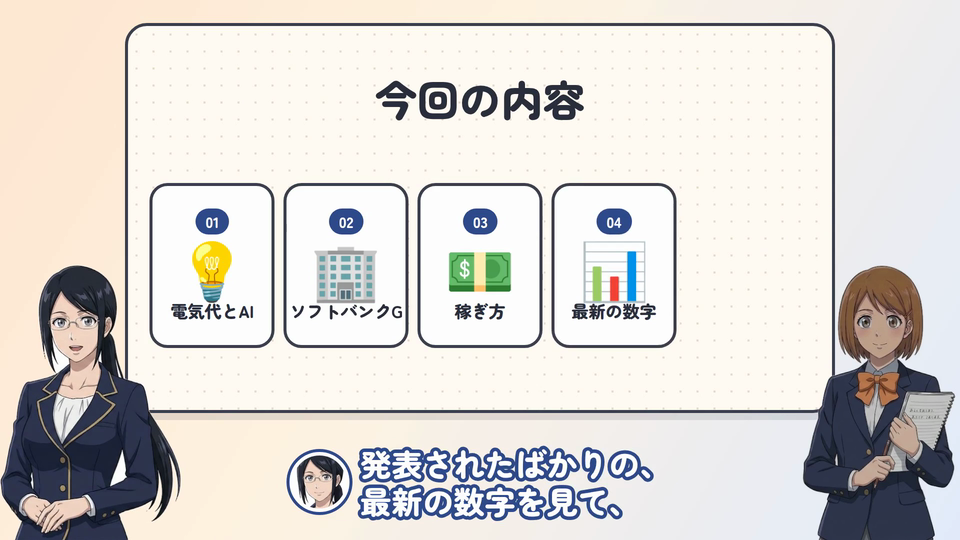 今回の内容
01
電気代とAI
02
ソフトバンクG
03
$
稼ぎ方
04
最新の数字
発表されたばかりの、
最新の数字を見て、